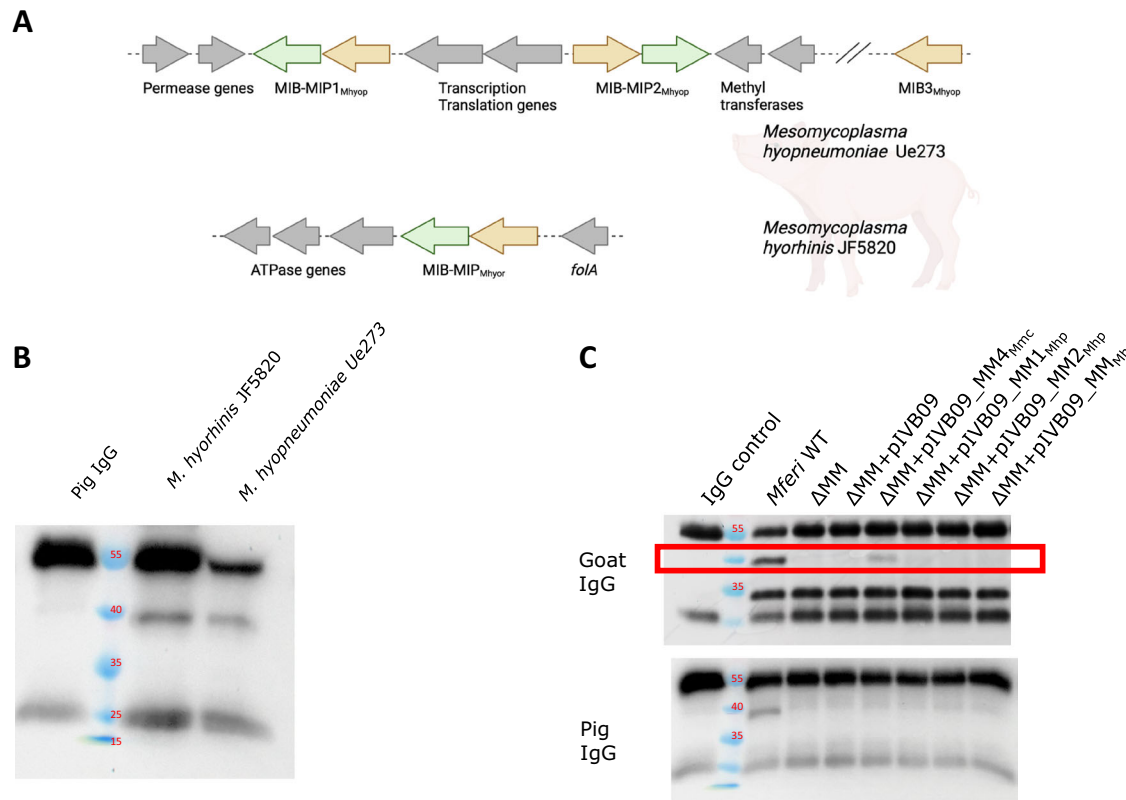 A
Permease genes
MIB-MIP1Mhyop
Transcription
Translation genes
MIB-MIP2Mhyop
Methyl
transferases
MIB3Mhyop
Mesomycoplasma
hyopneumoniae Ue273
Mesomycoplasma
hyorhinis JF5820
ATPase genes
MIB-MIPMhyor
folA
B
Pig IgG
M. hyorhinis JF5820
M. hyopneumoniae Ue273
55
40
35
25
15
C
IgG control
Mferi WT
ΔMM
ΔMM+pIVB09
ΔMM+pIVB09_MM4Mmc
ΔMM+pIVB09_MM1Mhp
ΔMM+pIVB09_MM2Mhp
ΔMM+pIVB09_MMMh
Goat
IgG
55
35
Pig
IgG
55
40
35